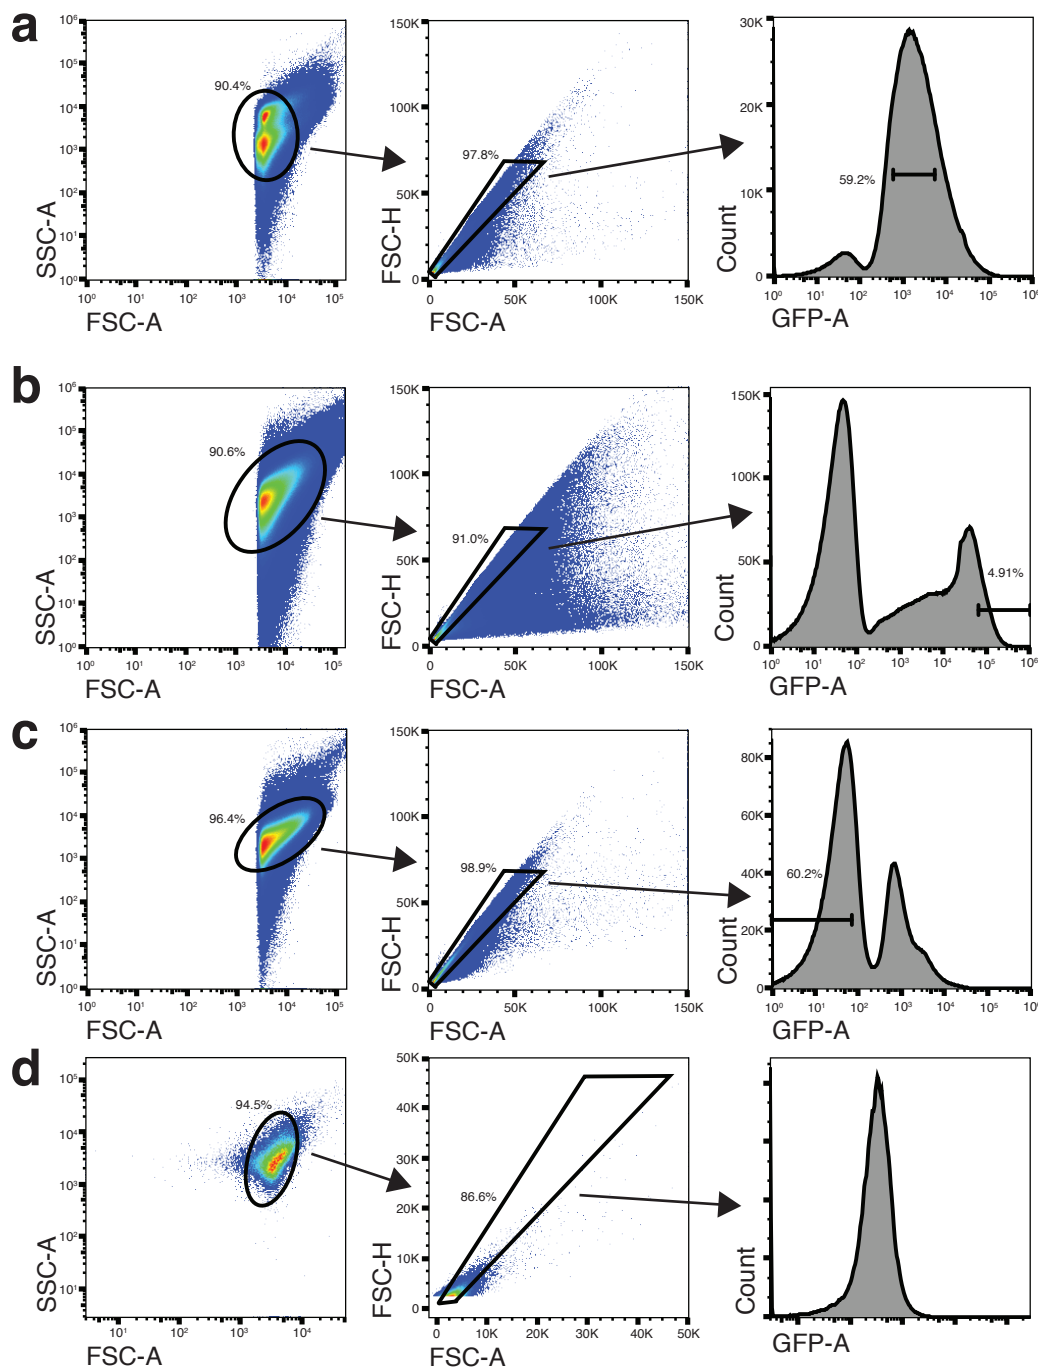 a
10⁶
10⁵
10⁴
10³
10²
10¹
10⁰
SSC-A
90.4%
10⁰ 10¹ 10² 10³ 10⁴ 10⁵
FSC-A
150K
100K
50K
0
FSC-H
97.8%
0 50K 100K 150K
FSC-A
30K
20K
10K
0
Count
59.2%
10⁰ 10¹ 10² 10³ 10⁴ 10⁵ 10⁶
GFP-A
b
10⁶
10⁵
10⁴
10³
10²
10¹
10⁰
SSC-A
90.6%
10⁰ 10¹ 10² 10³ 10⁴ 10⁵
FSC-A
150K
100K
50K
0
FSC-H
91.0%
0 50K 100K 150K
FSC-A
150K
100K
50K
0
Count
4.91%
10⁰ 10¹ 10² 10³ 10⁴ 10⁵ 10⁶
GFP-A
c
10⁶
10⁵
10⁴
10³
10²
10¹
10⁰
SSC-A
96.4%
10⁰ 10¹ 10² 10³ 10⁴ 10⁵
FSC-A
150K
100K
50K
0
FSC-H
98.9%
0 50K 100K 150K
FSC-A
80K
60K
40K
20K
0
Count
60.2%
10⁰ 10¹ 10² 10³ 10⁴ 10⁵ 10⁶
GFP-A
d
10⁵
10⁴
10³
10²
10¹
SSC-A
94.5%
10¹ 10² 10³ 10⁴
FSC-A
50K
40K
30K
20K
10K
0
FSC-H
86.6%
0 10K 20K 30K 40K 50K
FSC-A
Count
GFP-A